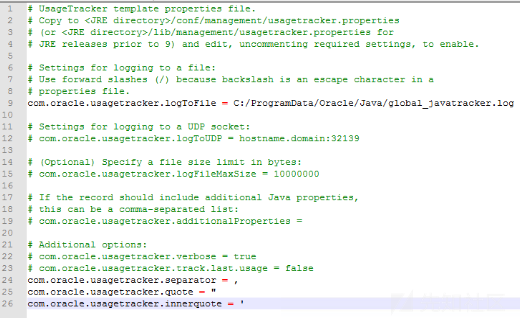 1 # UsageTracker template properties file.
2 # Copy to <JRE directory>/conf/management/usagetracker.properties
3 # (or <JRE directory>/lib/management/usagetracker.properties for
4 # JRE releases prior to 9) and edit, uncommenting required settings, to enable.
5
6 # Settings for logging to a file:
7 # Use forward slashes (/) because backslash is an escape character in a
8 # properties file.
9 com.oracle.usagetracker.logToFile = C:/ProgramData/Oracle/Java/global_javatracker.log
10
11 # Settings for logging to a UDP socket:
12 # com.oracle.usagetracker.logToUDP = hostname.domain:32139
13
14 # (Optional) Specify a file size limit in bytes:
15 # com.oracle.usagetracker.logFileMaxSize = 10000000
16
17 # If the record should include additional Java properties,
18 # this can be a comma-separated list:
19 # com.oracle.usagetracker.additionalProperties =
20
21 # Additional options:
22 # com.oracle.usagetracker.verbose = true
23 # com.oracle.usagetracker.track.last.usage = false
24 com.oracle.usagetracker.separator = ,
25 com.oracle.usagetracker.quote = "
26 com.oracle.usagetracker.innerquote = '